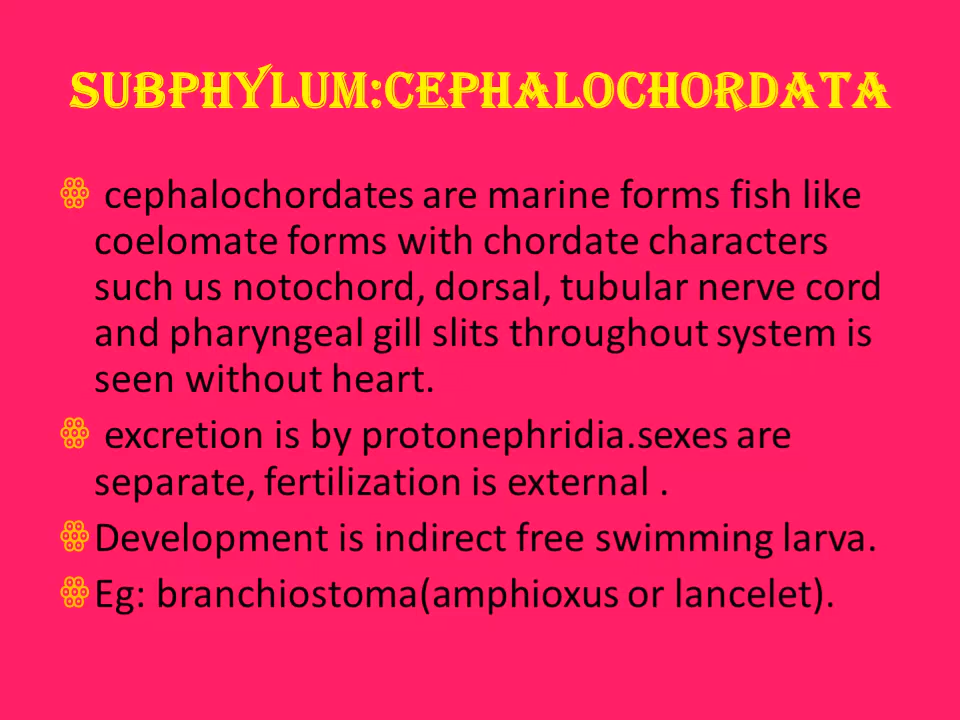 SUBPHYLUM:CEPHALOCHORDATA
cephalochordates are marine forms fish like
coelomate forms with chordate characters
such us notochord, dorsal, tubular nerve cord
and pharyngeal gill slits throughout system is
seen without heart.
excretion is by protonephridia.sexes are
separate, fertilization is external .
Development is indirect free swimming larva.
Eg: branchiostoma(amphioxus or lancelet).